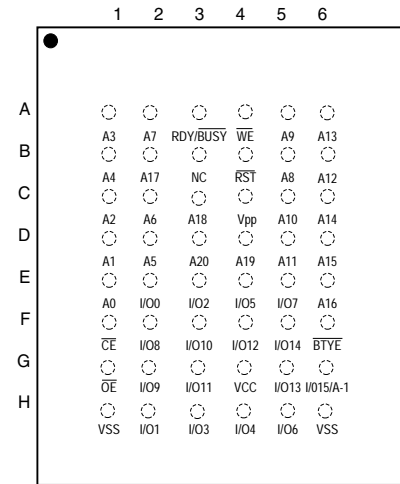 1 2 3 4 5 6
A
A3 A7 RDY/BUSY WE A9 A13
B
A4 A17 NC RST A8 A12
C
A2 A6 A18 Vpp A10 A14
D
A1 A5 A20 A19 A11 A15
E
A0 I/O0 I/O2 I/O5 I/O7 A16
F
CE I/O8 I/O10 I/O12 I/O14 BTYE
G
OE I/O9 I/O11 VCC I/O13 I/015/A-1
H
VSS I/O1 I/O3 I/O4 I/O6 VSS